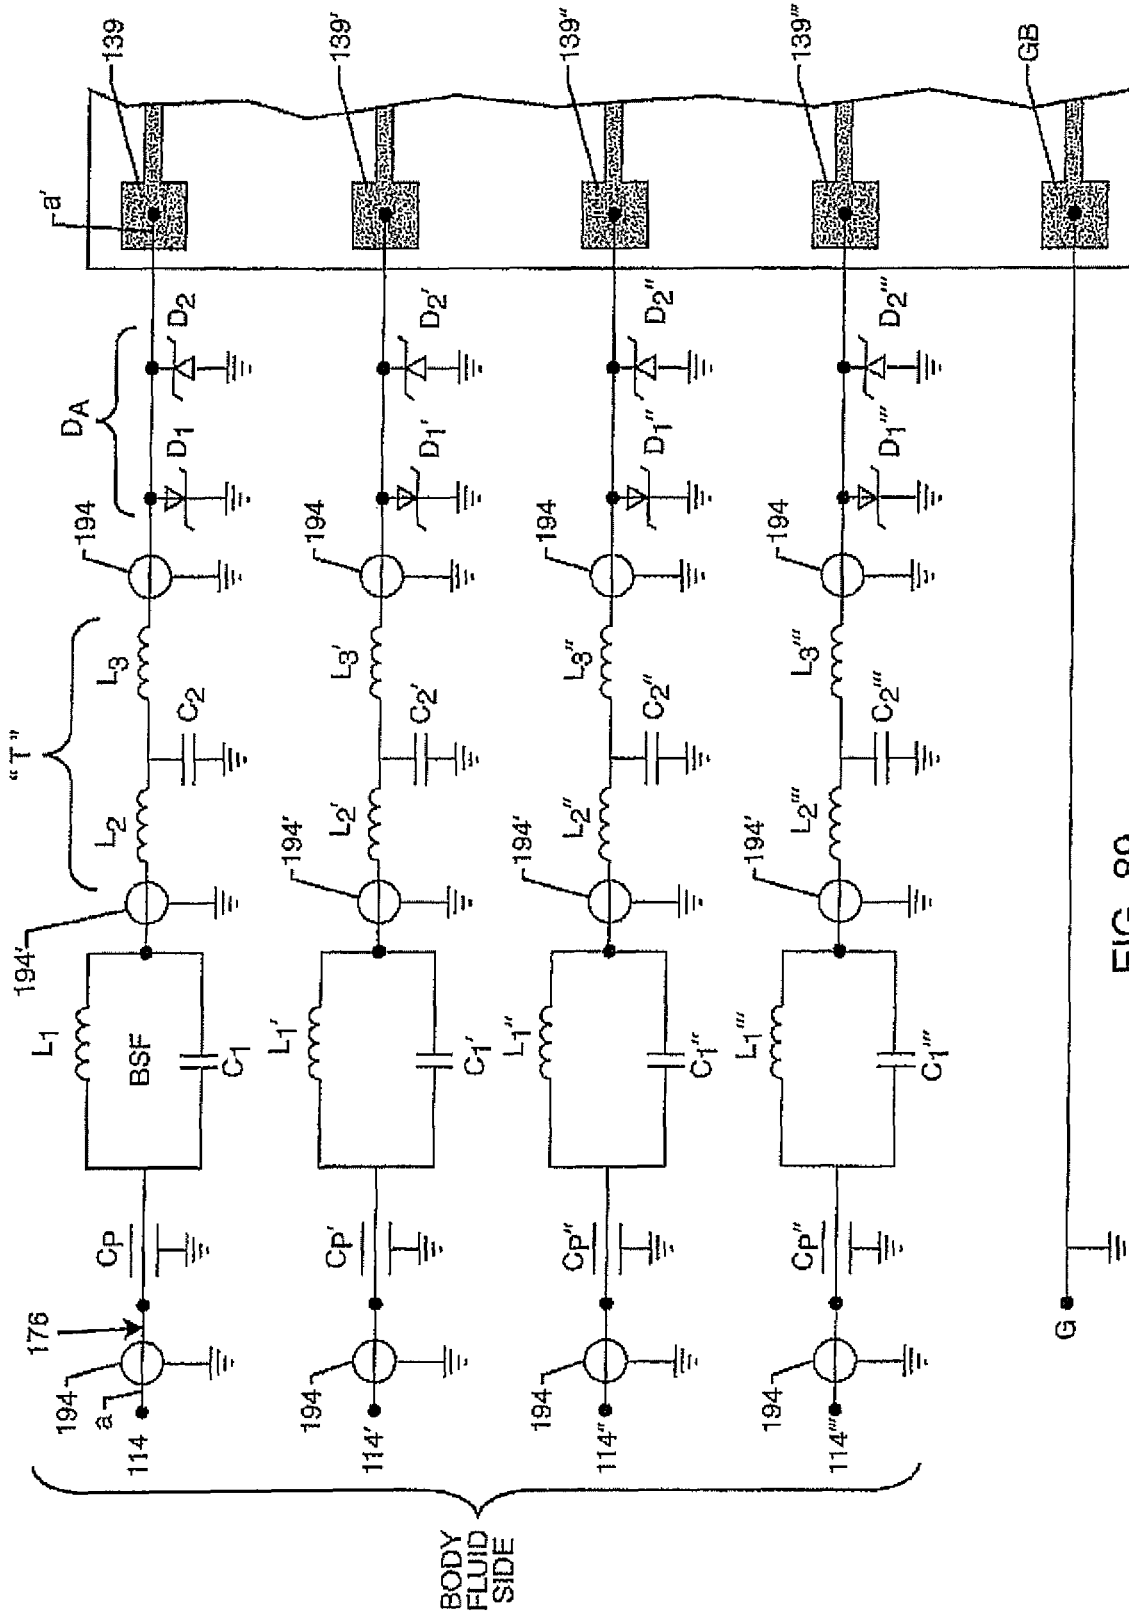 BODY
FLUID
SIDE
114
a
194
176
CP
L1
BSF
C1
194'
L2
"T"
C2
L3
194
DA
D1
D2
a'
139
114'
194
CP'
L1'
C1'
194'
L2'
C2'
L3'
194
D1'
D2'
139'
114"
194
CP"
L1"
C1"
194'
L2"
C2"
L3"
194
D1"
D2"
139"
114'''
194
CP"
L1'''
C1'''
194'
L2'''
C2'''
L3'''
194
D1'''
D2'''
139'''
G
GB
FIG. 89